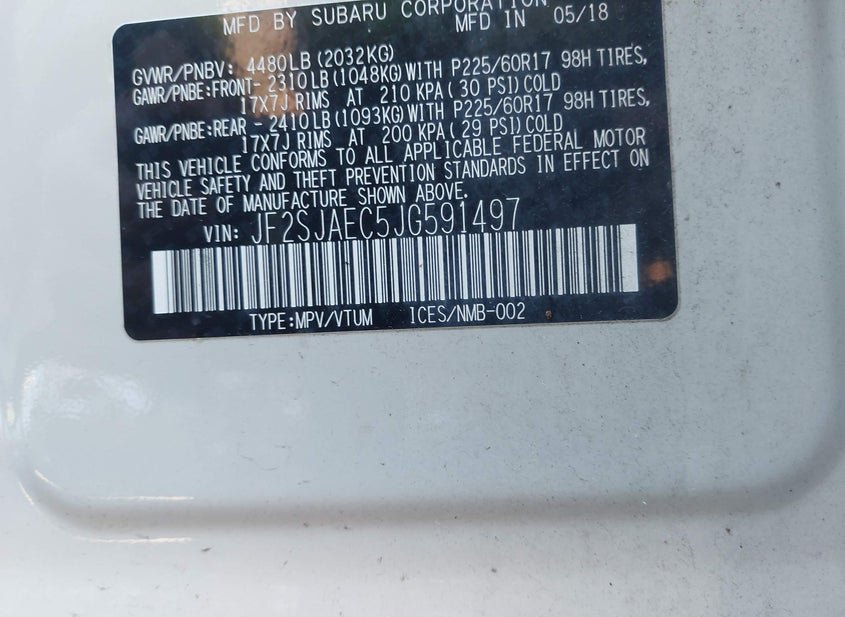 MFD BY SUBARU CORPORATION
MFD IN 05/18
GVWR/PNBV: 4480LB(2032KG)
GAWR/PNBE:FRONT- 2310LB(1048KG)WITH P225/60R17 98H TIRES,
17X7J RIMS AT 210 KPA( 30 PSI)COLD
GAWR/PNBE:REAR - 2410LB(1093KG)WITH P225/60R17 98H TIRES,
17X7J RIMS AT 200 KPA( 29 PSI)COLD
THIS VEHICLE CONFORMS TO ALL APPLICABLE FEDERAL MOTOR
VEHICLE SAFETY AND THEFT PREVENTION STANDARDS IN EFFECT ON
THE DATE OF MANUFACTURE SHOWN ABOVE.
VIN: JF2SJAEC5JG591497
TYPE:MPV/VTUM ICES/NMB-002